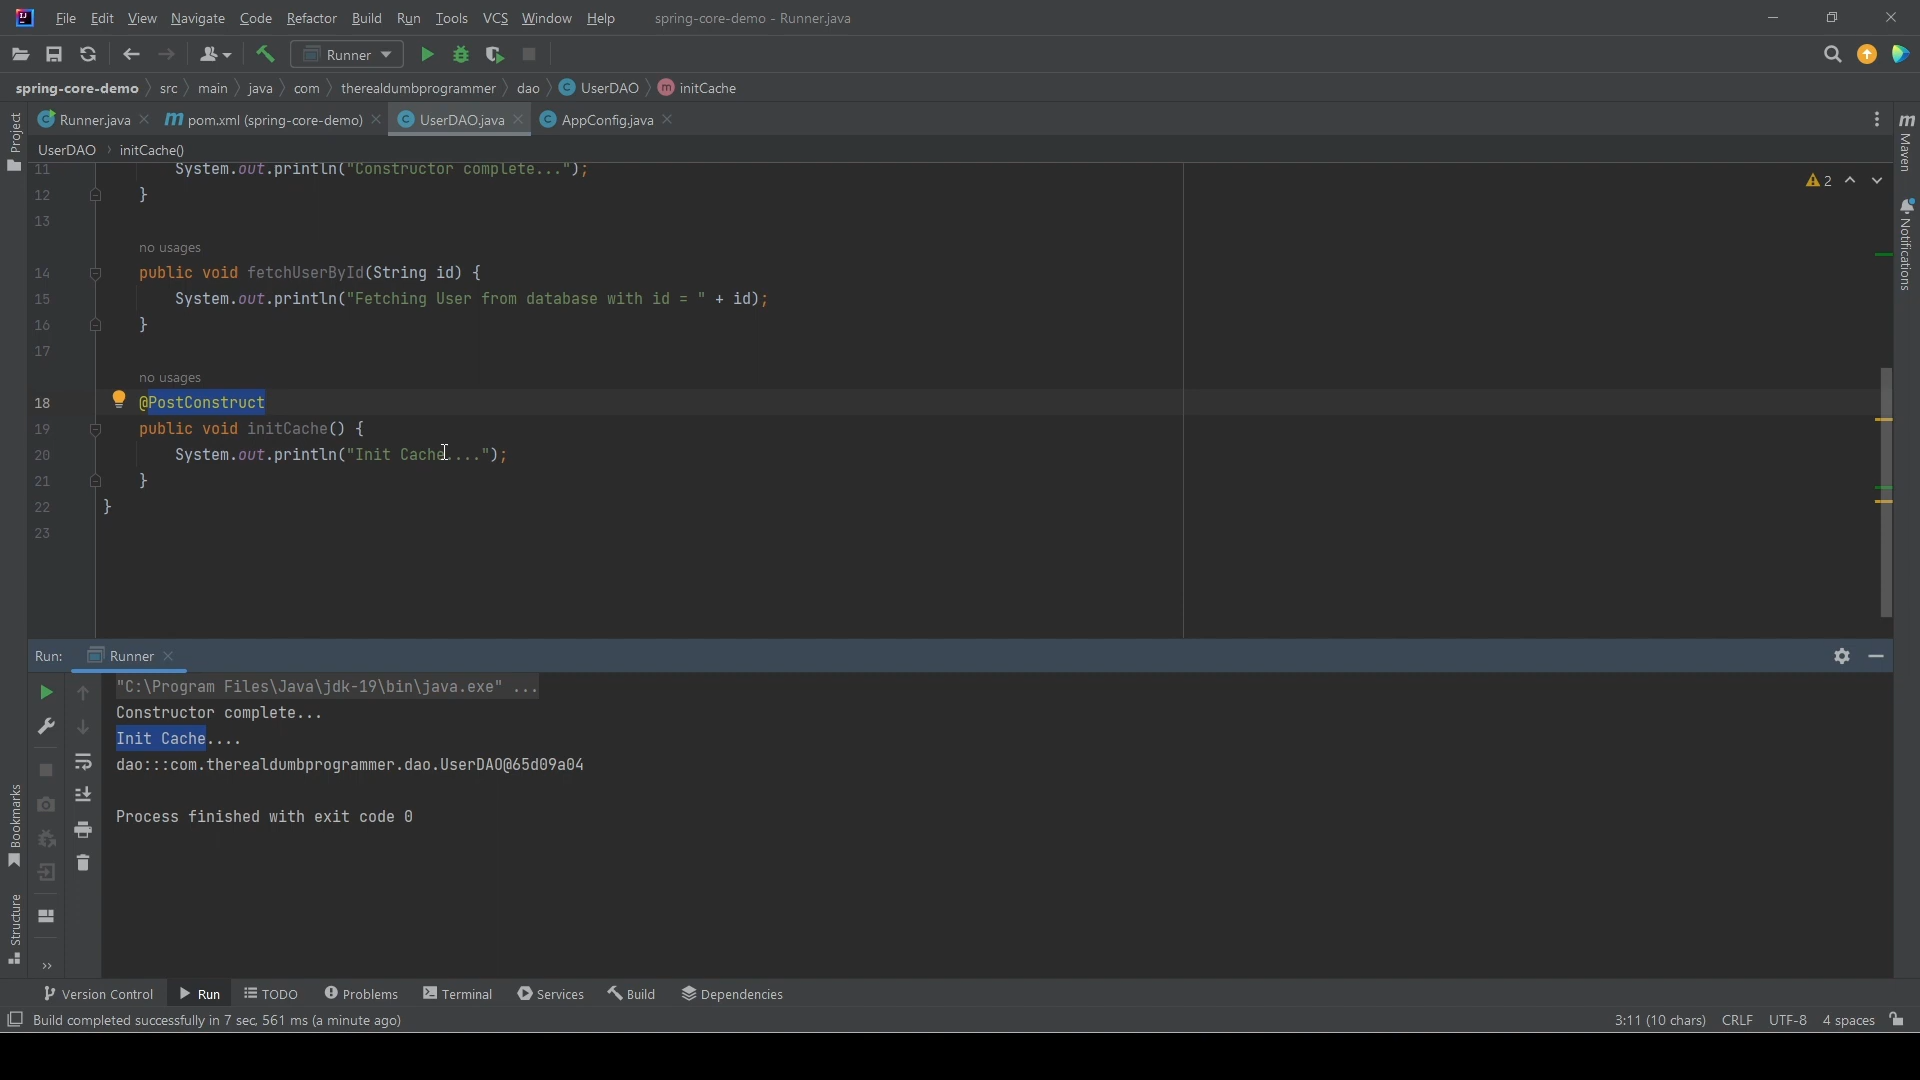 File Edit View Navigate Code Refactor Build Run Tools VCS Window Help spring-core-demo - Runner.java
Runner
spring-core-demo src main java com therealdumbprogrammer dao UserDAO initCache
Runner.java pom.xml (spring-core-demo) UserDAO.java AppConfig.java
UserDAO initCache()
11 System.out.println("Constructor complete...");
12 }
13
no usages
14 public void fetchUserById(String id) {
15 System.out.println("Fetching User from database with id = " + id);
16 }
17
no usages
18 @PostConstruct
19 public void initCache() {
20 System.out.println("Init Cache....");
21 }
22 }
23
2
Project
Bookmarks
Structure
Maven
Notifications
Run: Runner
"C:\Program Files\Java\jdk-19\bin\java.exe" ...
Constructor complete...
Init Cache....
dao:::com.therealdumbprogrammer.dao.UserDAO@65d09a04
Process finished with exit code 0
Version Control Run TODO Problems Terminal Services Build Dependencies
Build completed successfully in 7 sec, 561 ms (a minute ago) 3:11 (10 chars) CRLF UTF-8 4 spaces